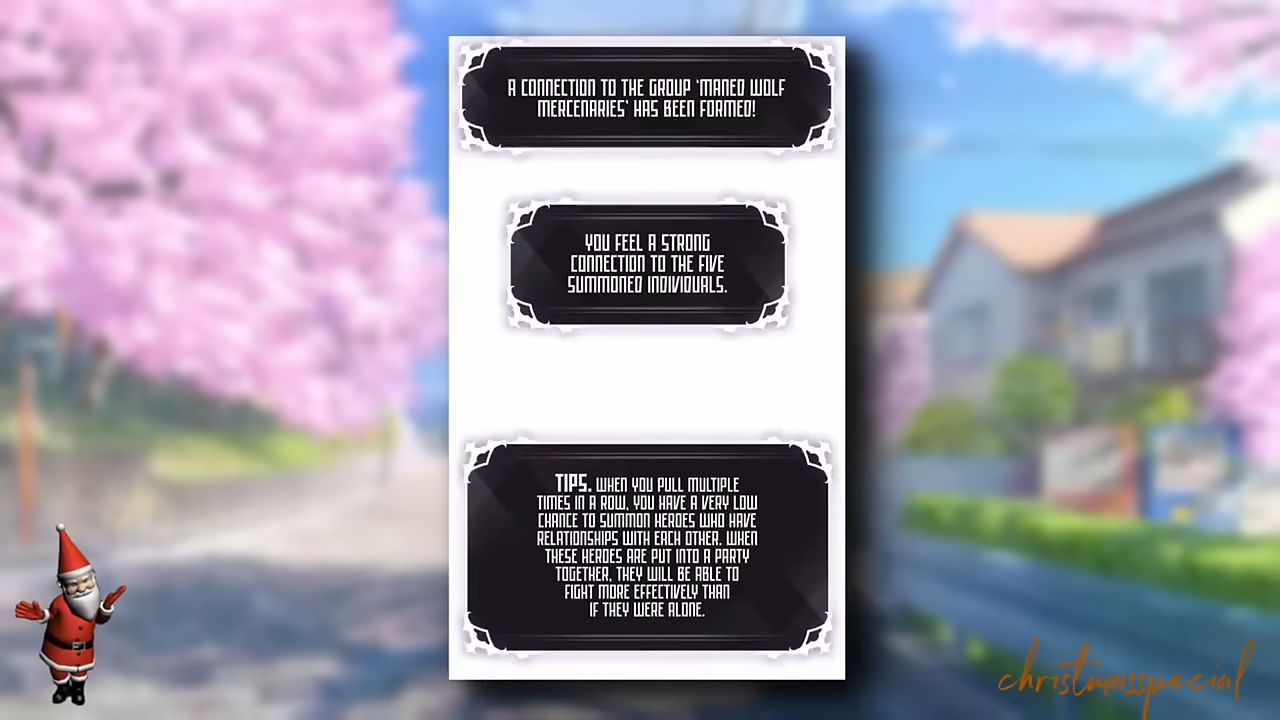 A CONNECTION TO THE GROUP 'MANED WOLF
MERCENARIES' HAS BEEN FORMED!
YOU FEEL A STRONG
CONNECTION TO THE FIVE
SUMMONED INDIVIDUALS.
TIPS. WHEN YOU PULL MULTIPLE
TIMES IN A ROW, YOU HAVE A VERY LOW
CHANCE TO SUMMON HEROES WHO HAVE
RELATIONSHIPS WITH EACH OTHER. WHEN
THESE HEROES ARE PUT INTO A PARTY
TOGETHER, THEY WILL BE ABLE TO
FIGHT MORE EFFECTIVELY THAN
IF THEY WERE ALONE.
christmasspecial